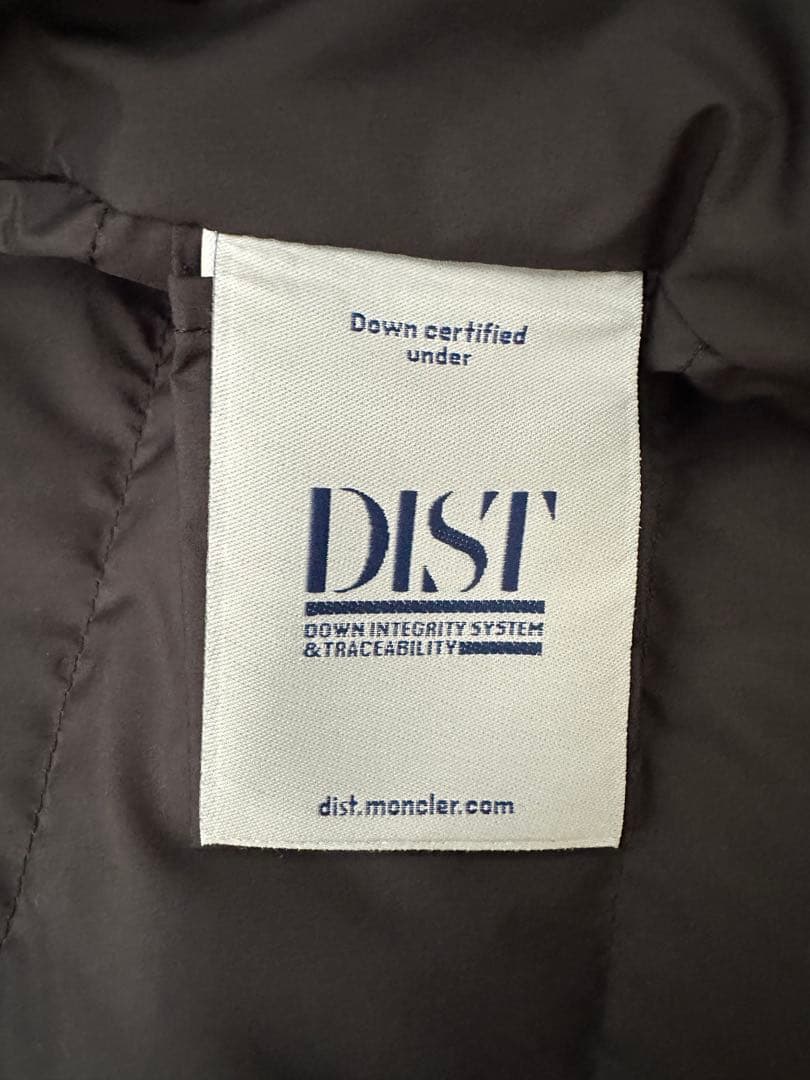 Down certified
under
DIST
DOWN INTEGRITY SYSTEM
&TRACEABILITY
dist.moncler.com